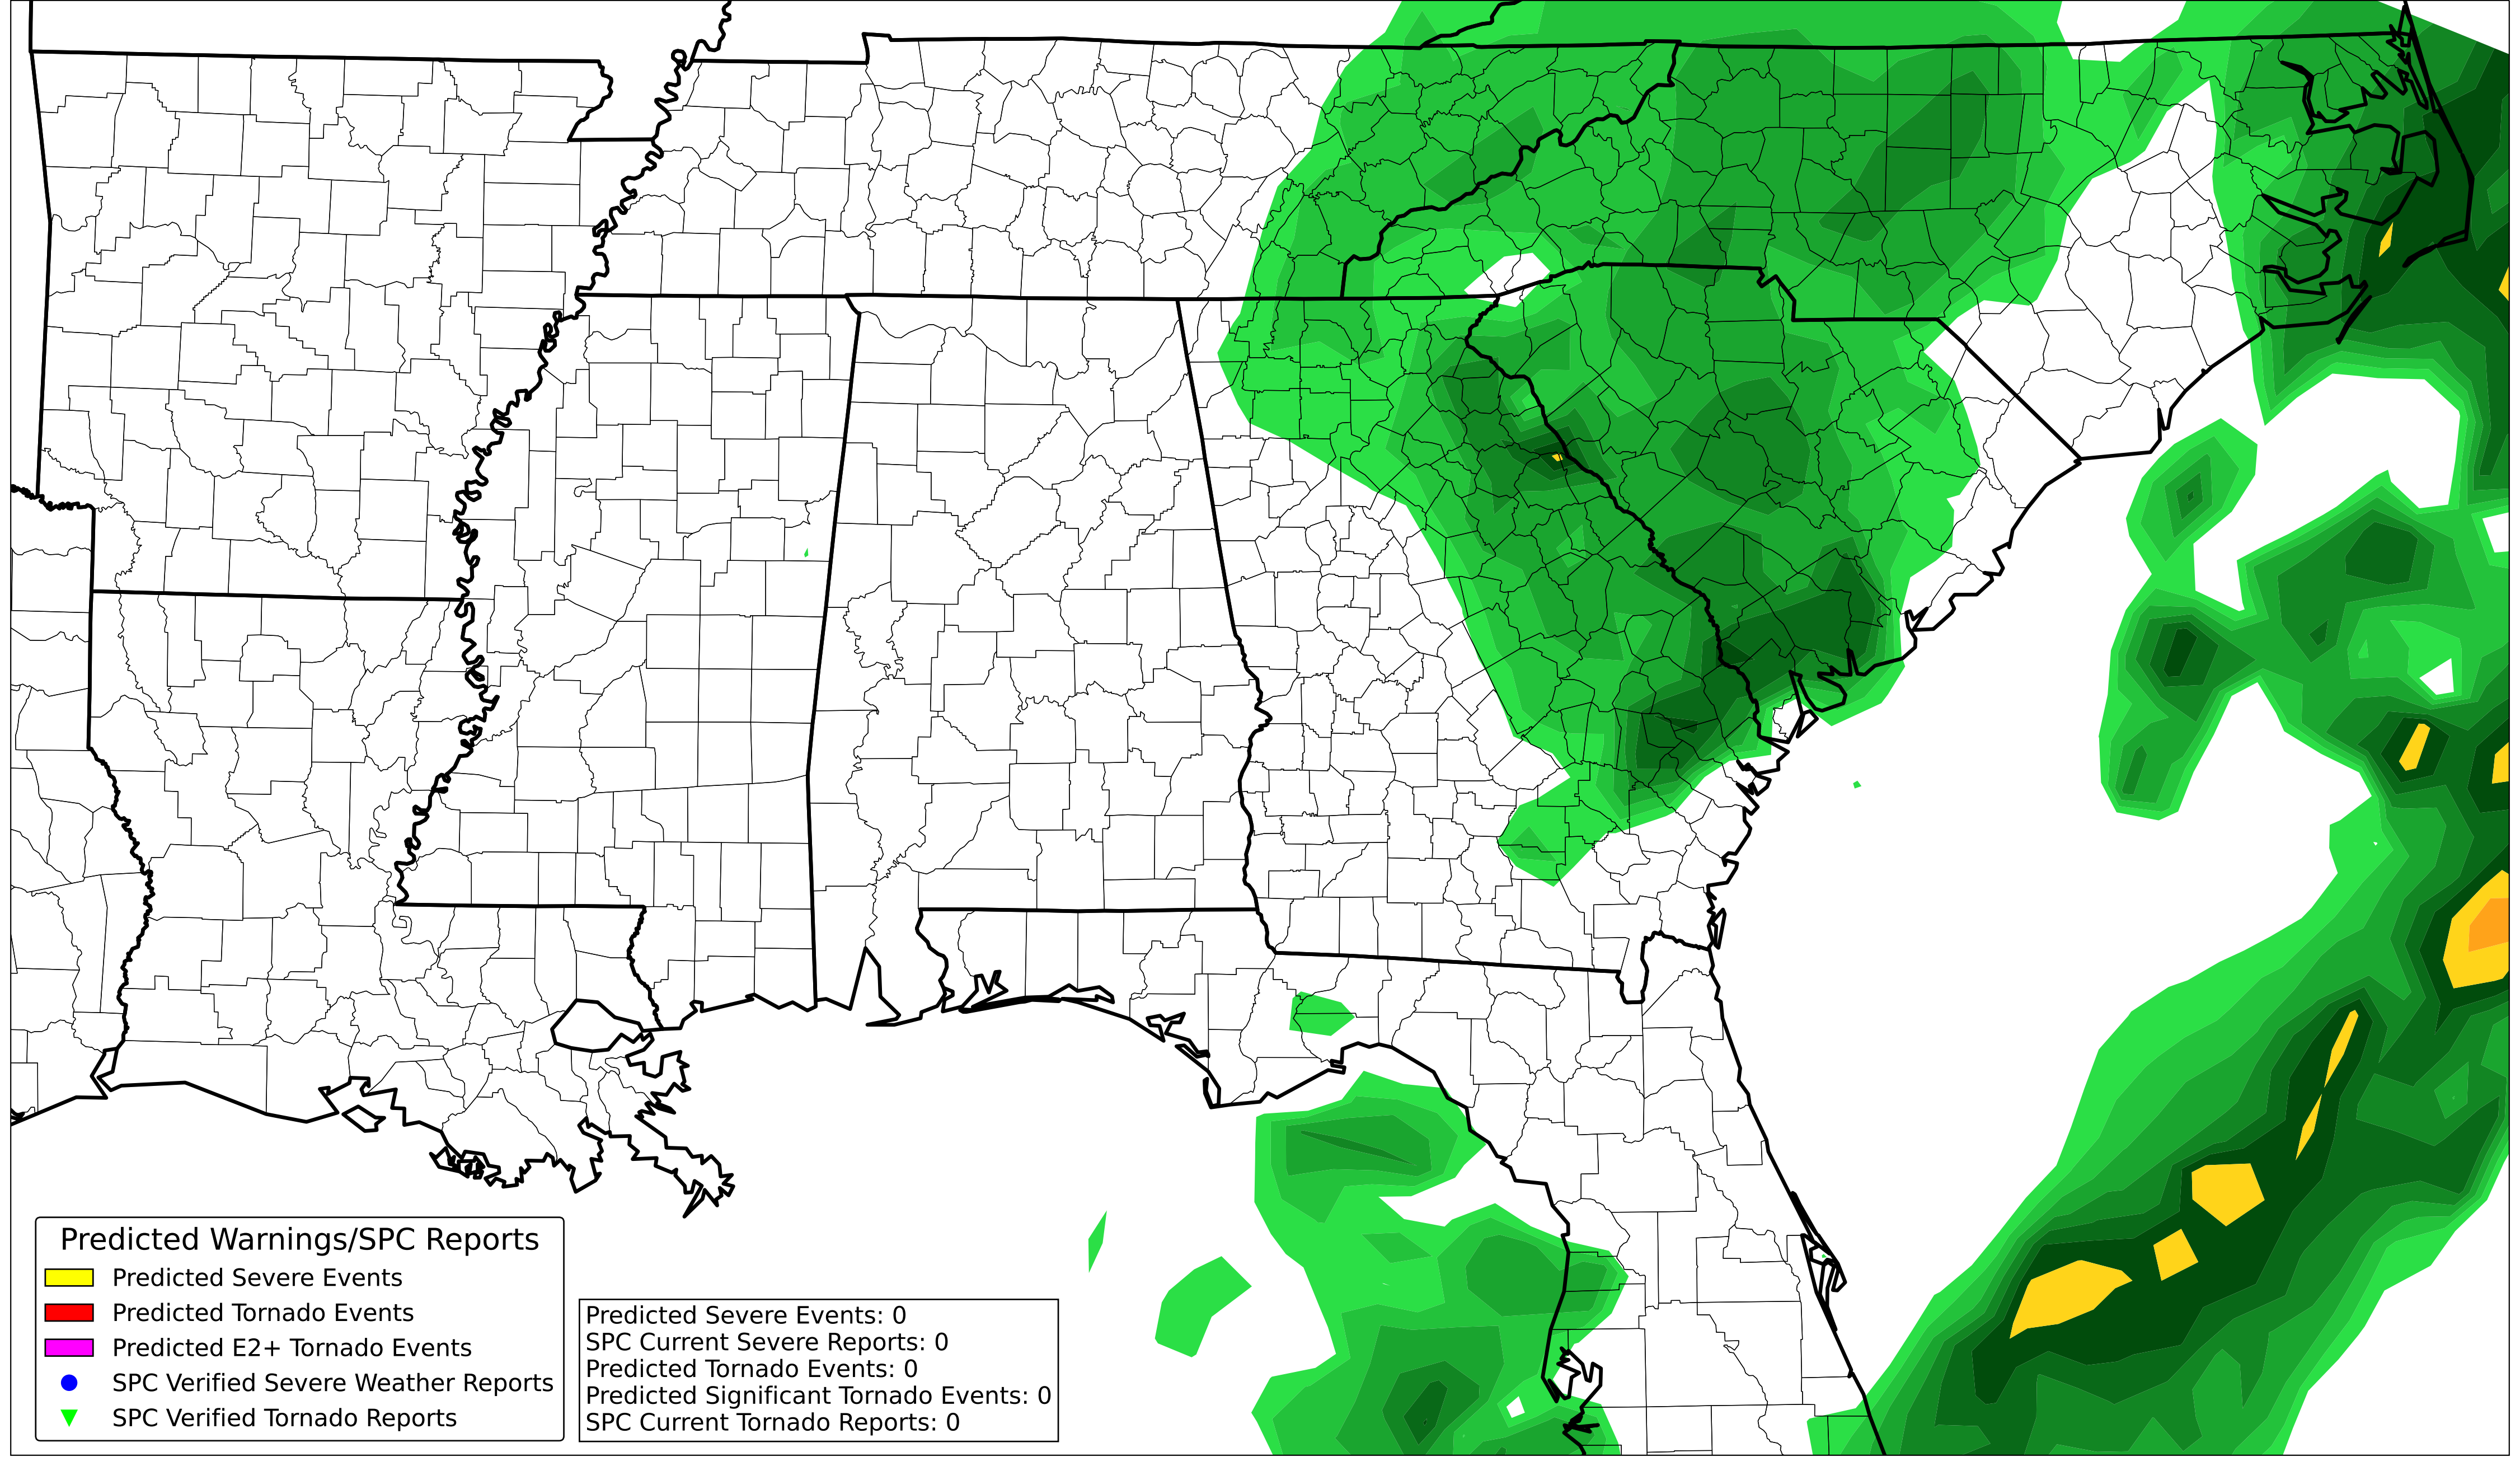 Predicted Warnings/SPC Reports
Predicted Severe Events
Predicted Tornado Events
Predicted E2+ Tornado Events
SPC Verified Severe Weather Reports
SPC Verified Tornado Reports
Predicted Severe Events: 0
SPC Current Severe Reports: 0
Predicted Tornado Events: 0
Predicted Significant Tornado Events: 0
SPC Current Tornado Reports: 0